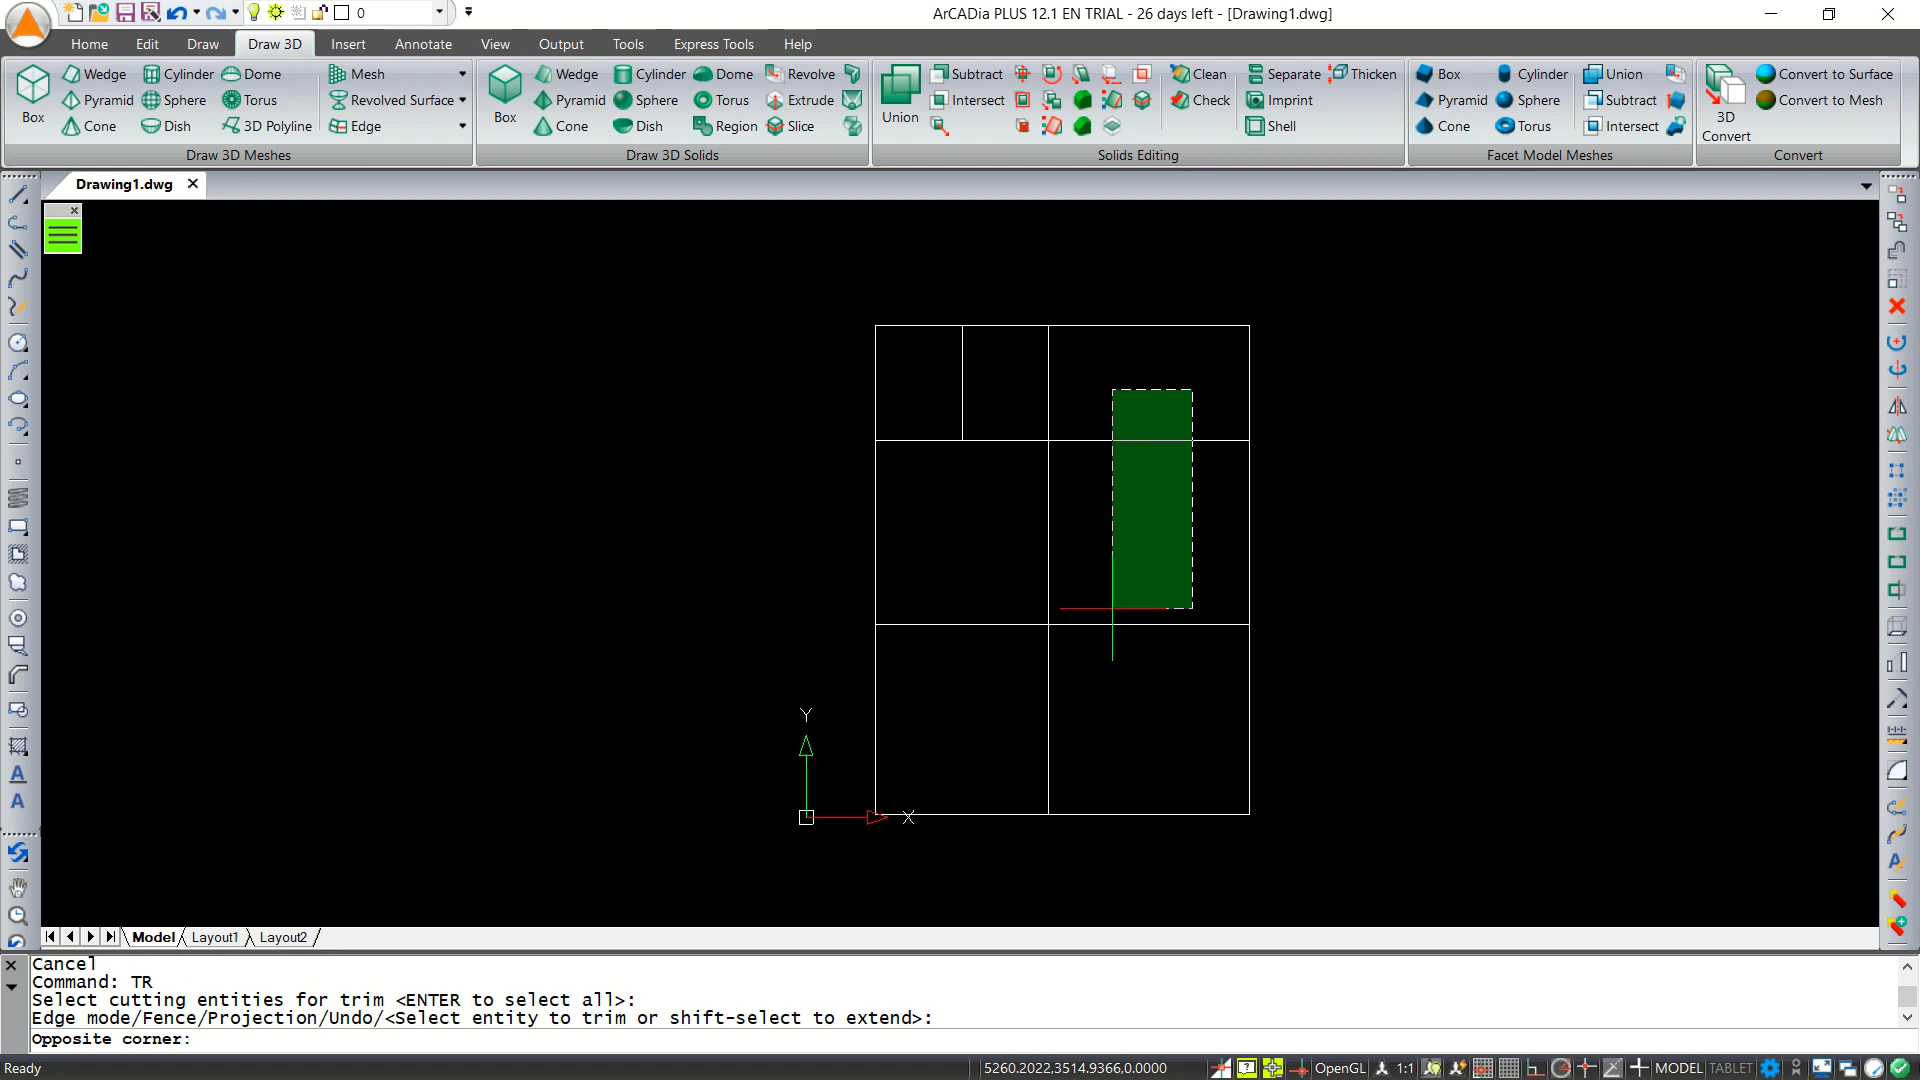 0
ArCADia PLUS 12.1 EN TRIAL - 26 days left - [Drawing1.dwg]
Home Edit Draw Draw 3D Insert Annotate View Output Tools Express Tools Help
Wedge Cylinder Dome Mesh Wedge Cylinder Dome Revolve Subtract Clean Separate Thicken Box Cylinder Union Convert to Surface
Pyramid Sphere Torus Revolved Surface Pyramid Sphere Torus Extrude Intersect Check Imprint Pyramid Sphere Subtract Convert to Mesh
Box Box Union 3D Convert
Cone Dish 3D Polyline Edge Cone Dish Region Slice Shell Cone Torus Intersect
Draw 3D Meshes Draw 3D Solids Solids Editing Facet Model Meshes Convert
Drawing1.dwg
Y
X
Model Layout1 Layout2
Cancel
Command: TR
Select cutting entities for trim <ENTER to select all>:
Edge mode/Fence/Projection/Undo/<Select entity to trim or shift-select to extend>:
Opposite corner:
Ready 5260.2022,3514.9366,0.0000 OpenGL 1:1 MODEL TABLET